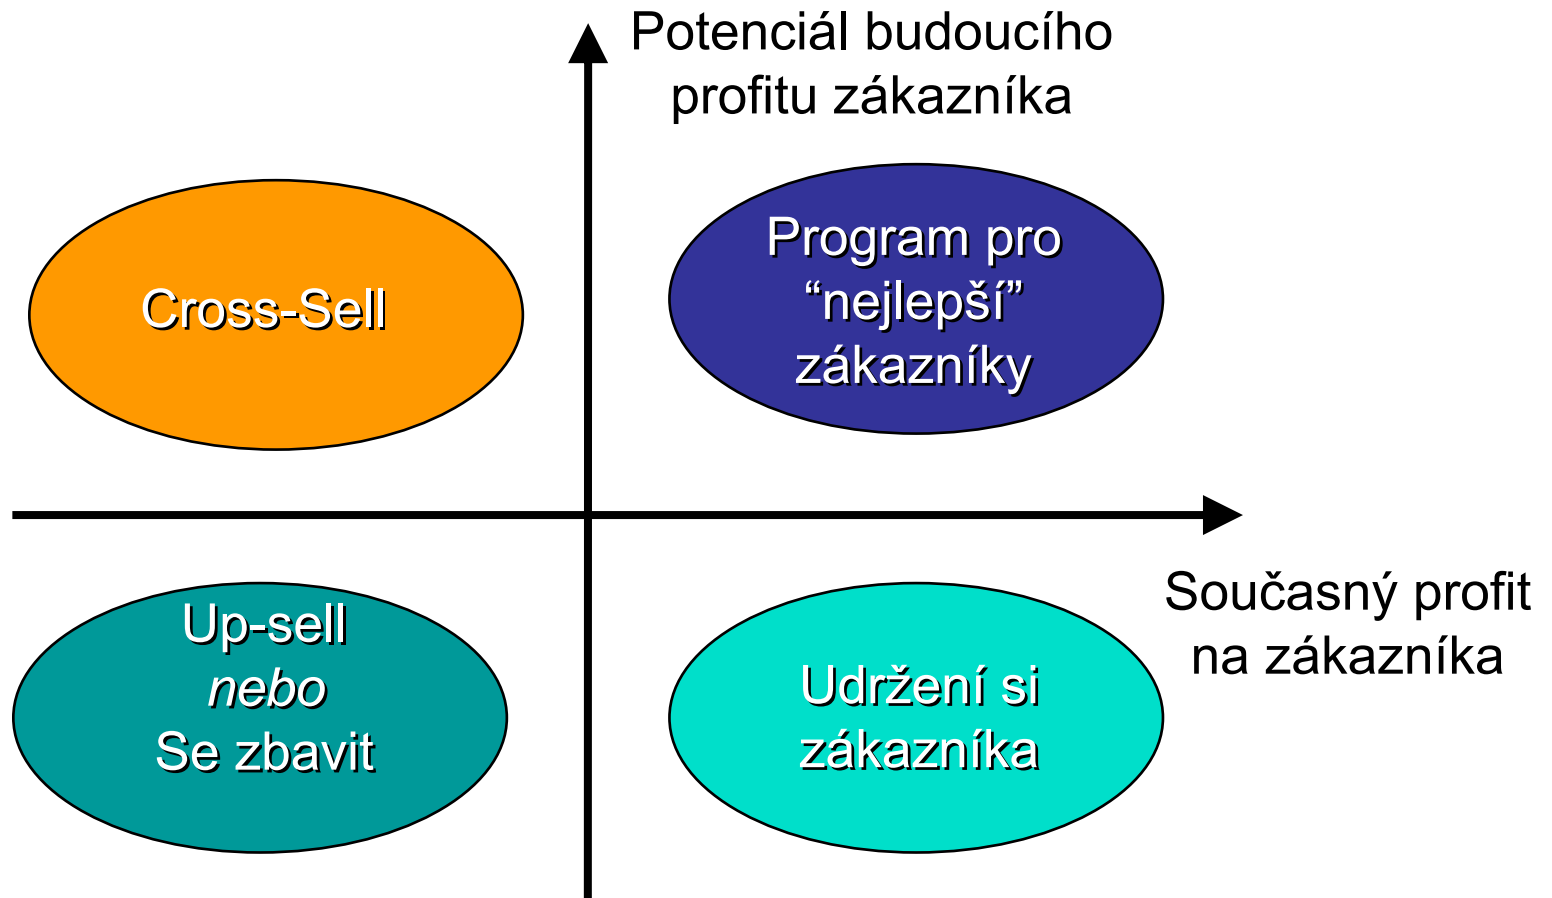 Potenciál budoucího
profitu zákazníka
Cross-Sell
Program pro
“nejlepší”
zákazníky
Současný profit
na zákazníka
Up-sell
nebo
Se zbavit
Udržení si
zákazníka